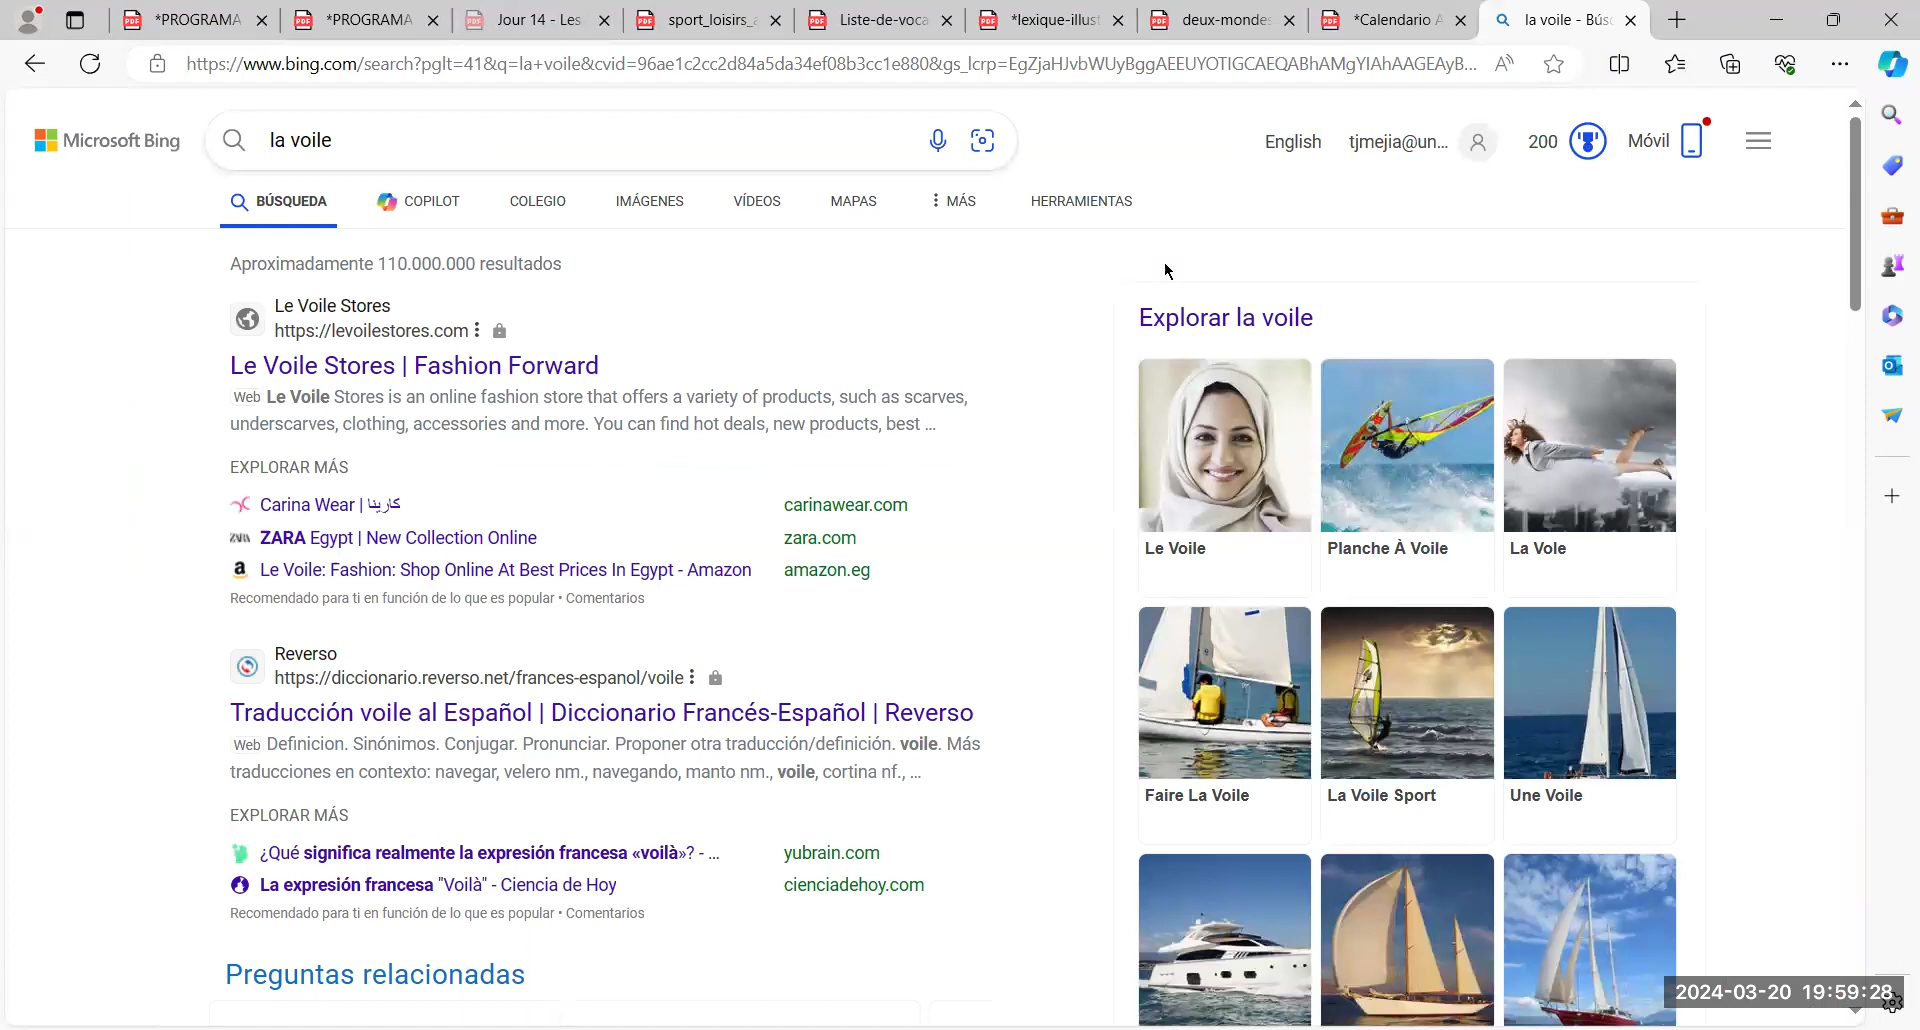 *PROGRAMA
*PROGRAMA
Jour 14 - Les
sport_loisirs_a
Liste-de-voca
*lexique-illust
deux-mondes
*Calendario A
la voile - Bús
https://www.bing.com/search?pglt=41&q=la+voile&cvid=96ae1c2cc2d84a5da34ef08b3cc1e880&gs_lcrp=EgZjaHJvbWUyBggAEEUYOTIGCAEQABhAMgYIAhAAGEAyB...
Microsoft Bing
la voile
English
tjmejia@un...
200
Móvil
BÚSQUEDA
COPILOT
COLEGIO
IMÁGENES
VÍDEOS
MAPAS
MÁS
HERRAMIENTAS
Aproximadamente 110.000.000 resultados
Le Voile Stores
https://levoilestores.com
Le Voile Stores | Fashion Forward
Web Le Voile Stores is an online fashion store that offers a variety of products, such as scarves,
underscarves, clothing, accessories and more. You can find hot deals, new products, best ...
EXPLORAR MÁS
Carina Wear | كارينا
carinawear.com
ZARA Egypt | New Collection Online
zara.com
Le Voile: Fashion: Shop Online At Best Prices In Egypt - Amazon
amazon.eg
Recomendado para ti en función de lo que es popular • Comentarios
Reverso
https://diccionario.reverso.net/frances-espanol/voile
Traducción voile al Español | Diccionario Francés-Español | Reverso
Web Definicion. Sinónimos. Conjugar. Pronunciar. Proponer otra traducción/definición. voile. Más
traducciones en contexto: navegar, velero nm., navegando, manto nm., voile, cortina nf., ...
EXPLORAR MÁS
¿Qué significa realmente la expresión francesa «voilà»? - ...
yubrain.com
La expresión francesa "Voilà" - Ciencia de Hoy
cienciadehoy.com
Recomendado para ti en función de lo que es popular • Comentarios
Preguntas relacionadas
Explorar la voile
Le Voile
Planche À Voile
La Vole
Faire La Voile
La Voile Sport
Une Voile
2024-03-20 19:59:28